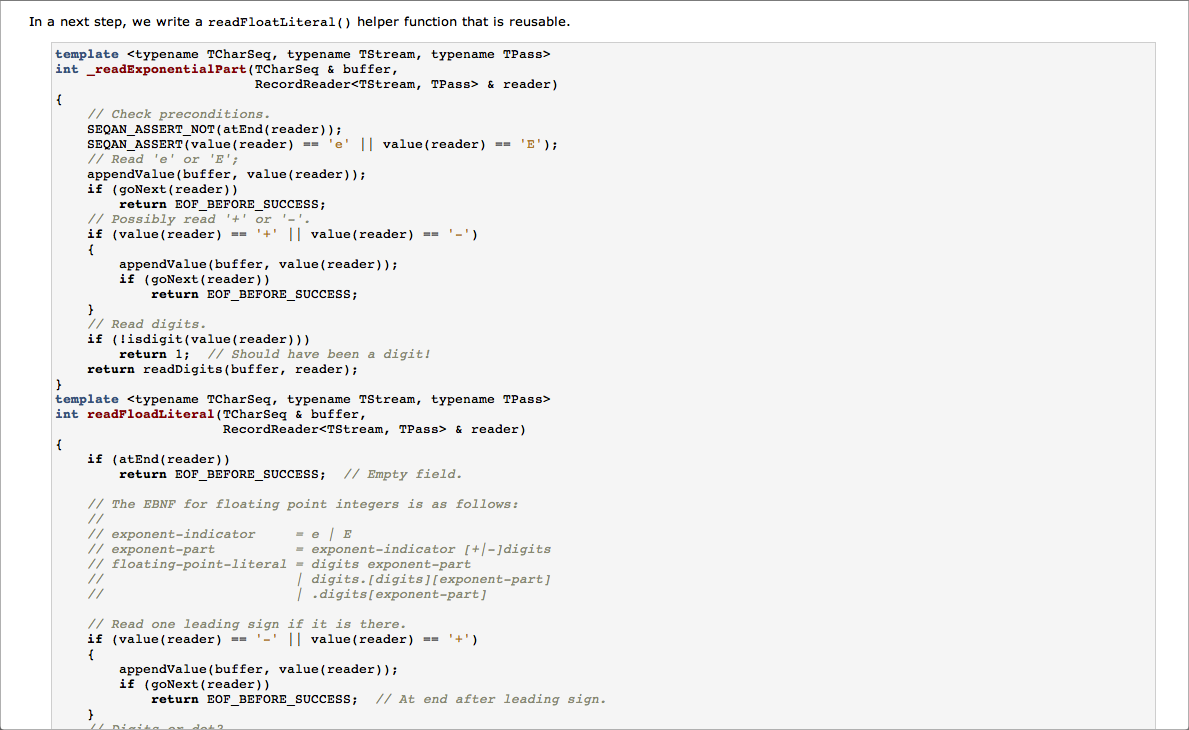 In a next step, we write a readFloatLiteral() helper function that is reusable.
template <typename TCharSeq, typename TStream, typename TPass>
int _readExponentialPart(TCharSeq & buffer,
                         RecordReader<TStream, TPass> & reader)
{
    // Check preconditions.
    SEQAN_ASSERT_NOT(atEnd(reader));
    SEQAN_ASSERT(value(reader) == 'e' || value(reader) == 'E');
    // Read 'e' or 'E';
    appendValue(buffer, value(reader));
    if (goNext(reader))
        return EOF_BEFORE_SUCCESS;
    // Possibly read '+' or '-'.
    if (value(reader) == '+' || value(reader) == '-')
    {
        appendValue(buffer, value(reader));
        if (goNext(reader))
            return EOF_BEFORE_SUCCESS;
    }
    // Read digits.
    if (!isdigit(value(reader)))
        return 1;  // Should have been a digit!
    return readDigits(buffer, reader);
}
template <typename TCharSeq, typename TStream, typename TPass>
int readFloadLiteral(TCharSeq & buffer,
                     RecordReader<TStream, TPass> & reader)
{
    if (atEnd(reader))
        return EOF_BEFORE_SUCCESS;  // Empty field.

    // The EBNF for floating point integers is as follows:
    //
    // exponent-indicator     = e | E
    // exponent-part          = exponent-indicator [+|-]digits
    // floating-point-literal = digits exponent-part
    //                        | digits.[digits][exponent-part]
    //                        | .digits[exponent-part]

    // Read one leading sign if it is there.
    if (value(reader) == '-' || value(reader) == '+')
    {
        appendValue(buffer, value(reader));
        if (goNext(reader))
            return EOF_BEFORE_SUCCESS;  // At end after leading sign.
    }
    // Digits or dot?